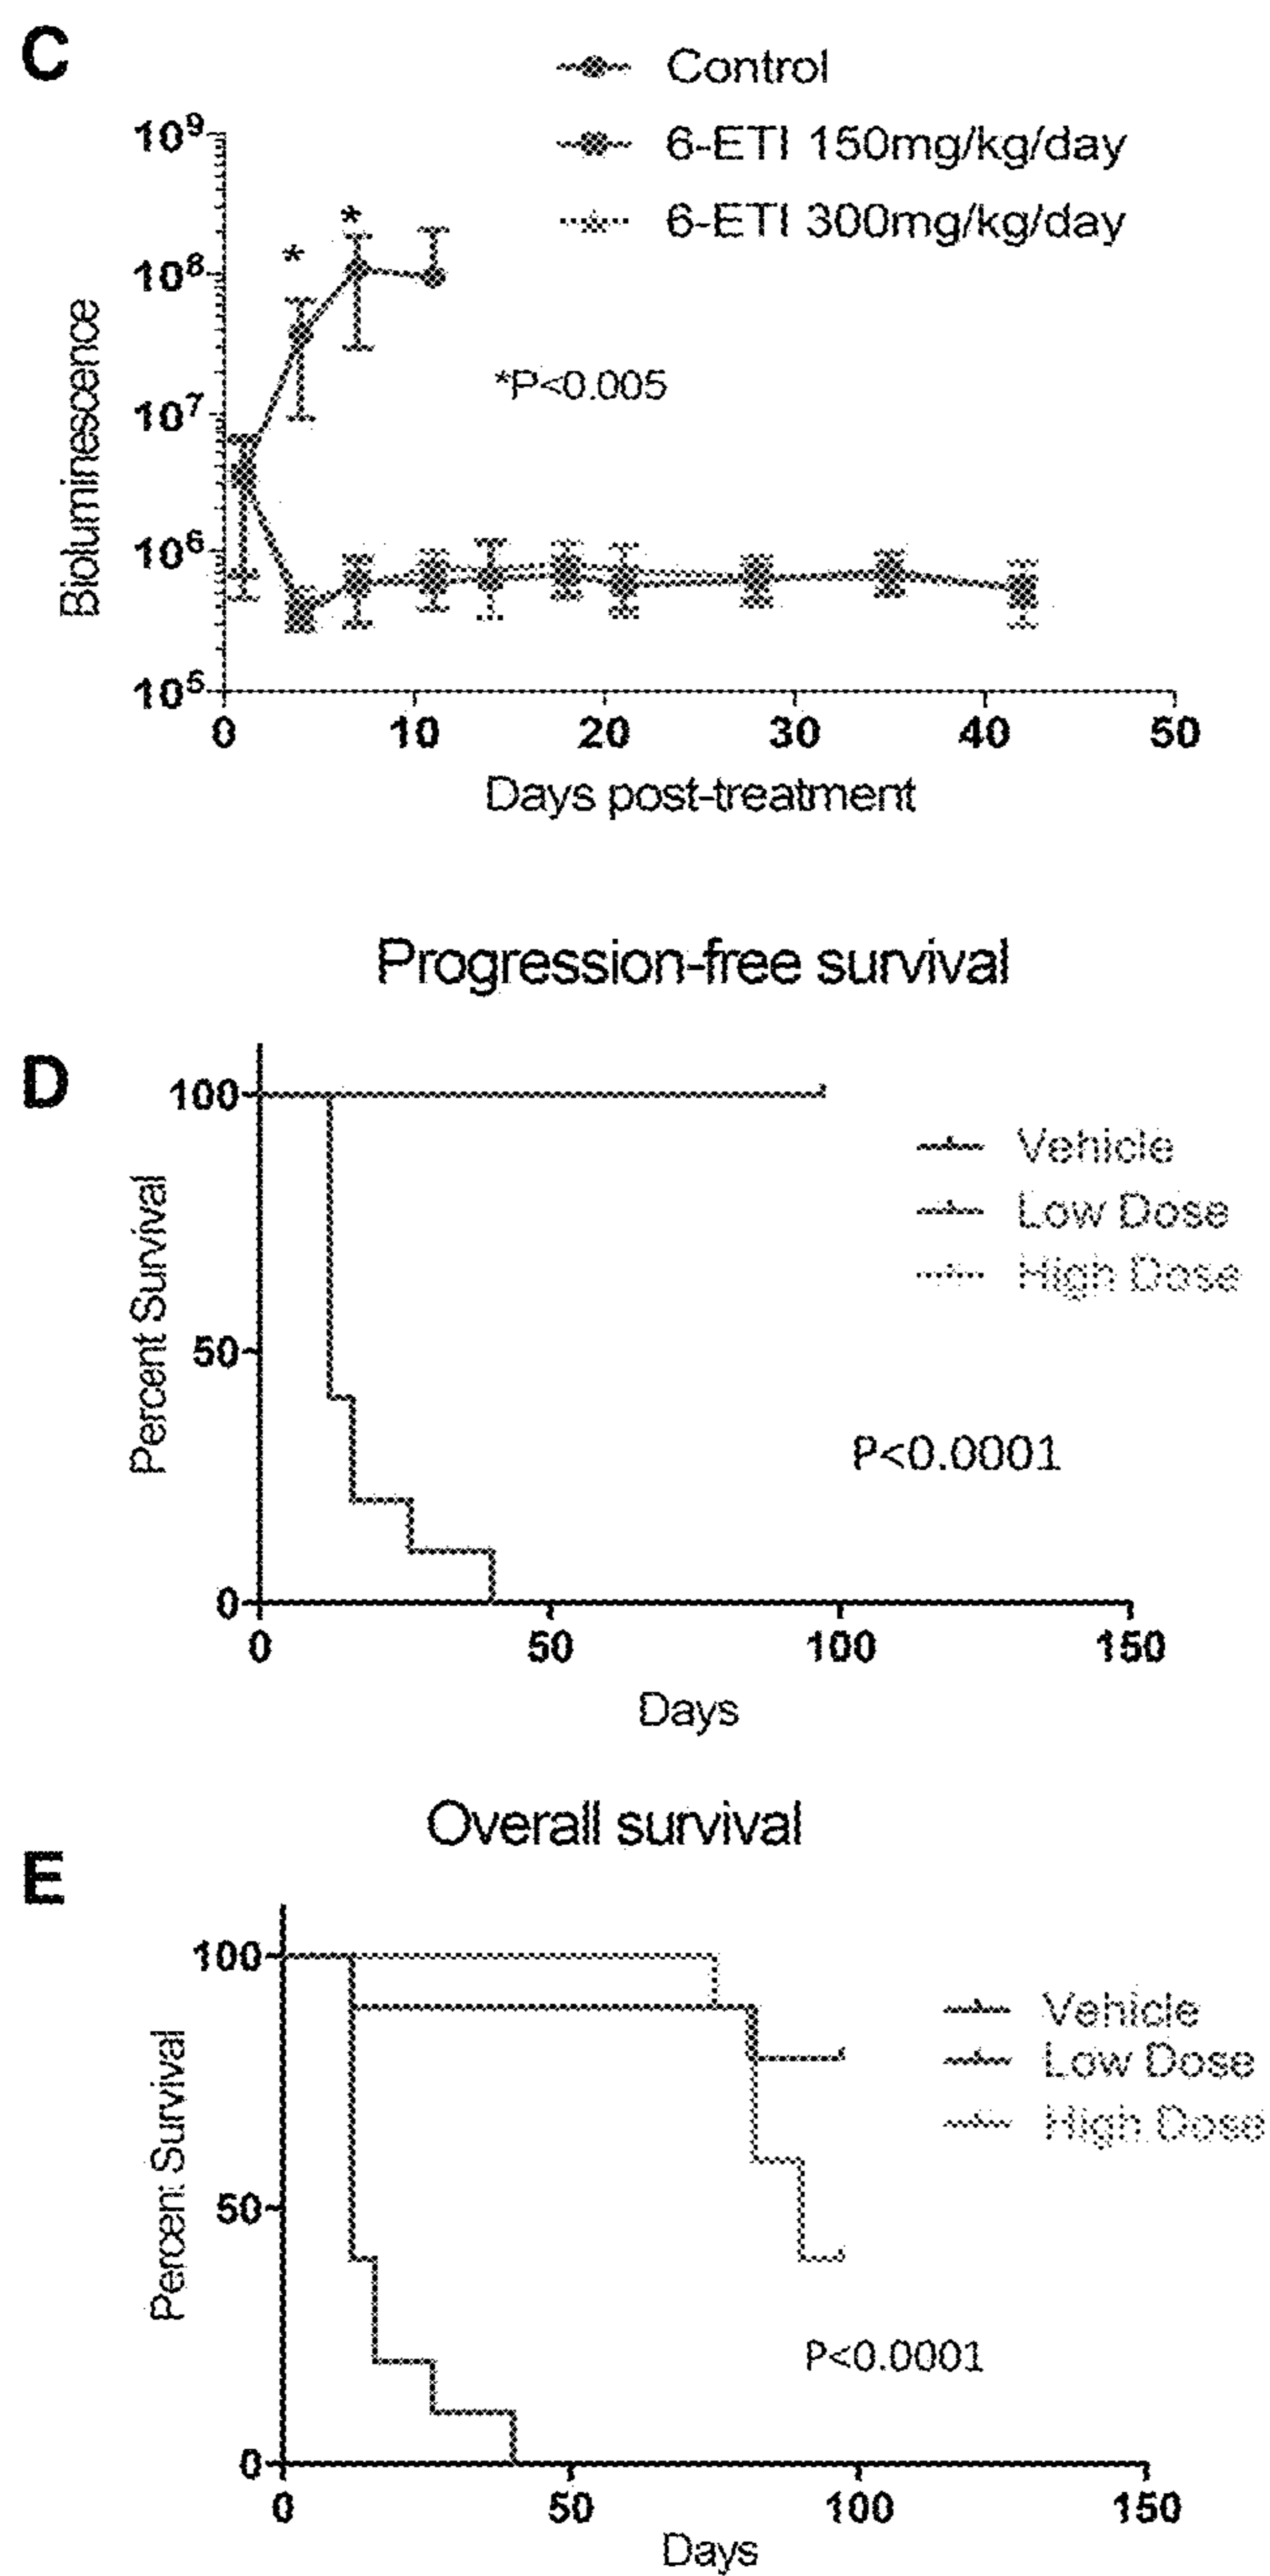 C
Control
6-ETI 150mg/kg/day
6-ETI 300mg/kg/day
10⁹
10⁸
10⁷
10⁶
10⁵
*
*
*P<0.005
Bioluminescence
0 10 20 30 40 50
Days post-treatment
Progression-free survival
D
100
50
0
Percent Survival
Vehicle
Low Dose
High Dose
P<0.0001
0 50 100 150
Days
Overall survival
E
100
50
0
Percent Survival
Vehicle
Low Dose
High Dose
P<0.0001
0 50 100 150
Days